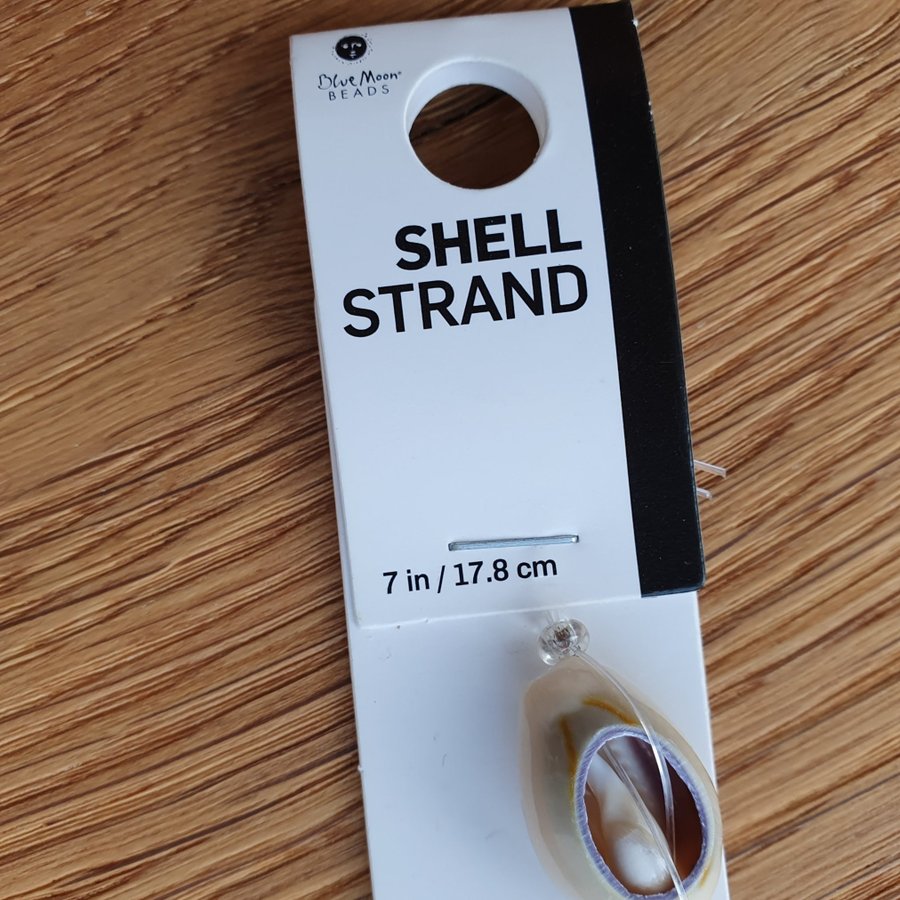 Blue Moon®
BEADS
SHELL
STRAND
7 in / 17.8 cm